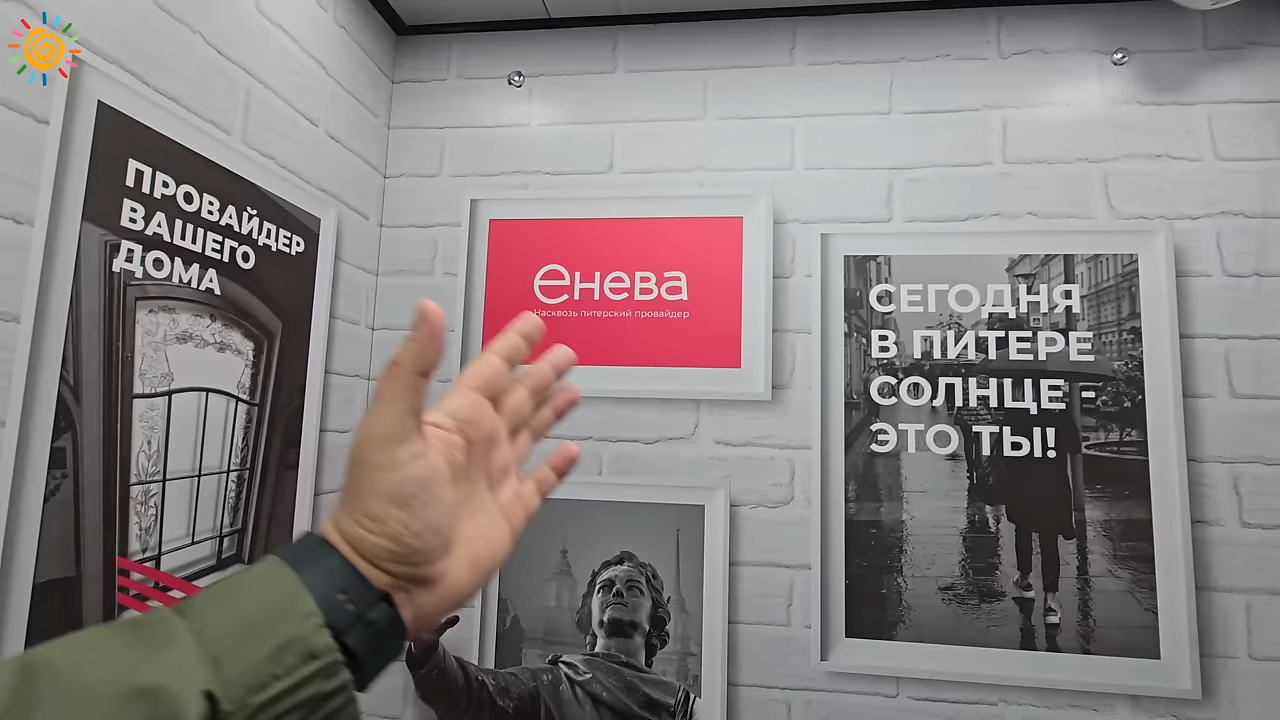 ПРОВАЙДЕР
ВАШЕГО
ДОМА
енева
Насквозь питерский провайдер
СЕГОДНЯ
В ПИТЕРЕ
СОЛНЦЕ -
ЭТО ТЫ!